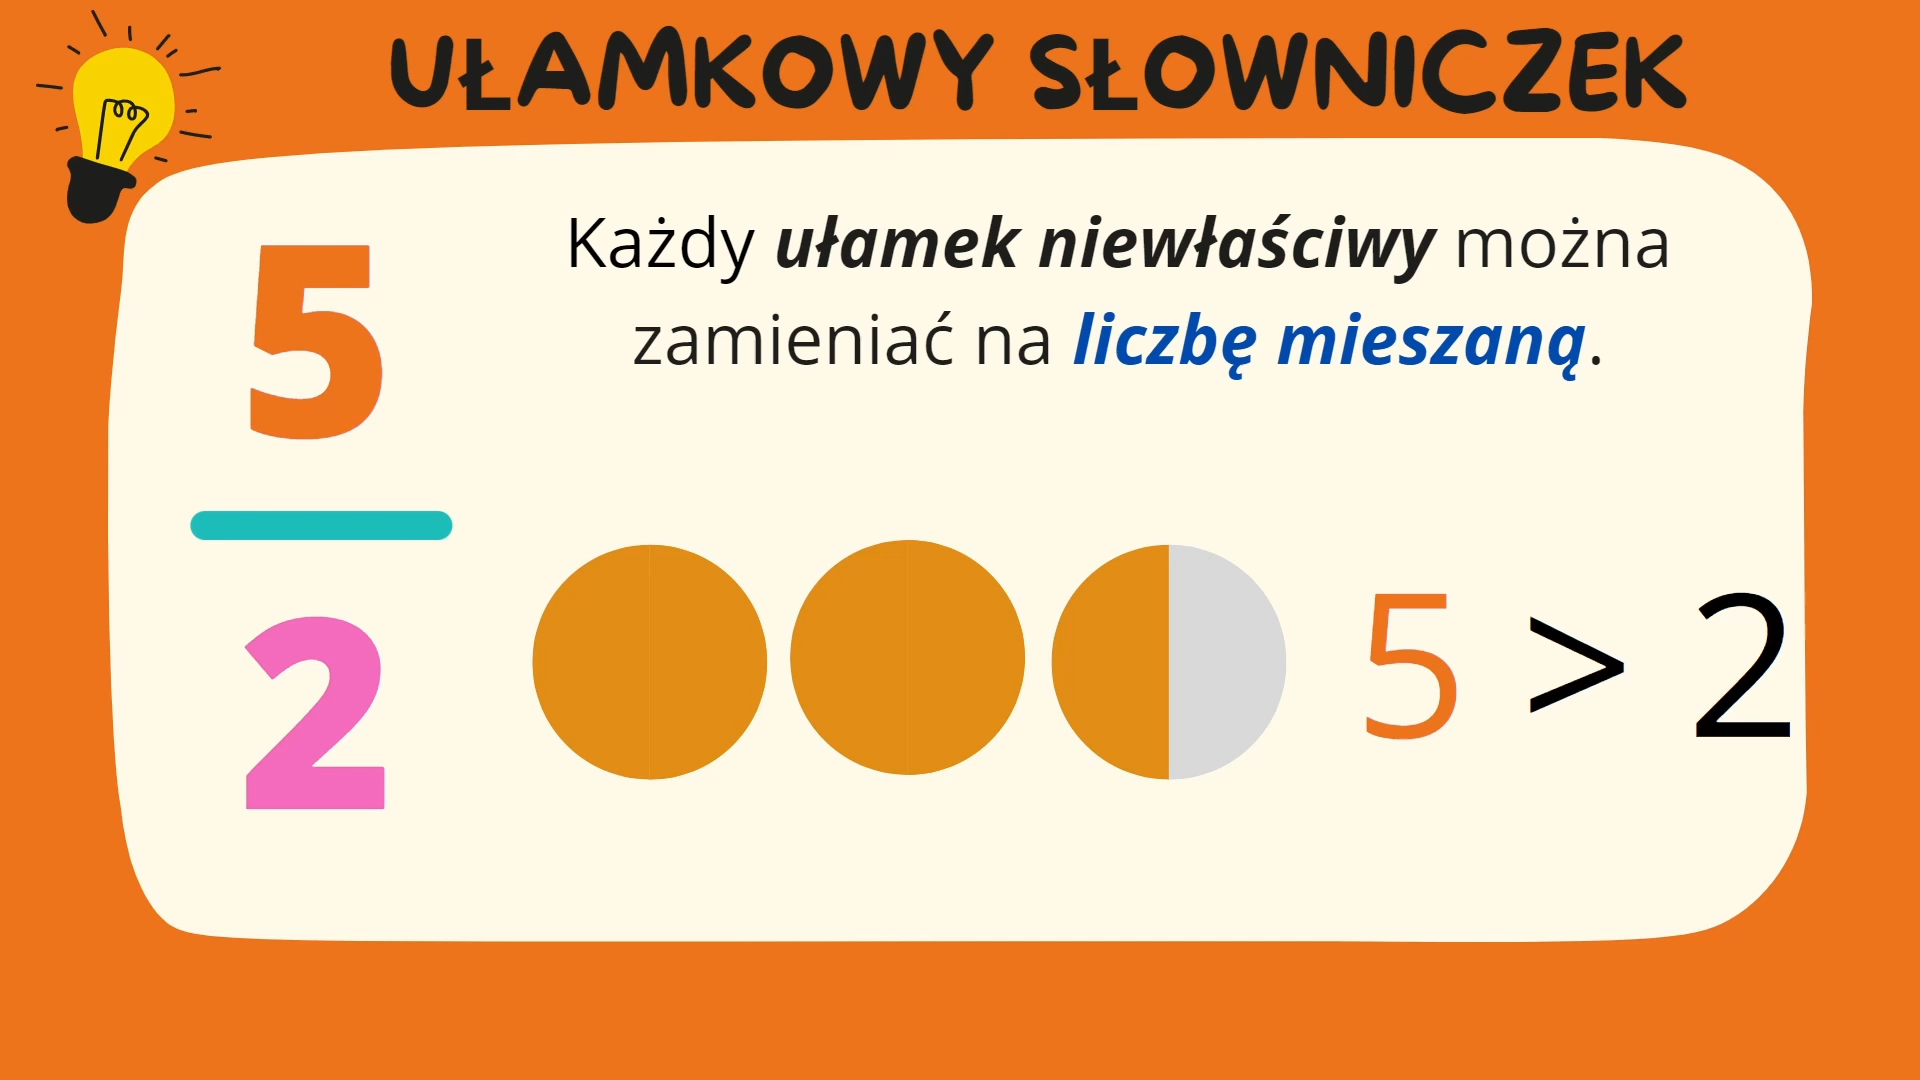 UŁAMKOWY SŁOWNICZEK
Każdy ułamek niewłaściwy można
zamieniać na liczbę mieszaną.
5
2
5 > 2